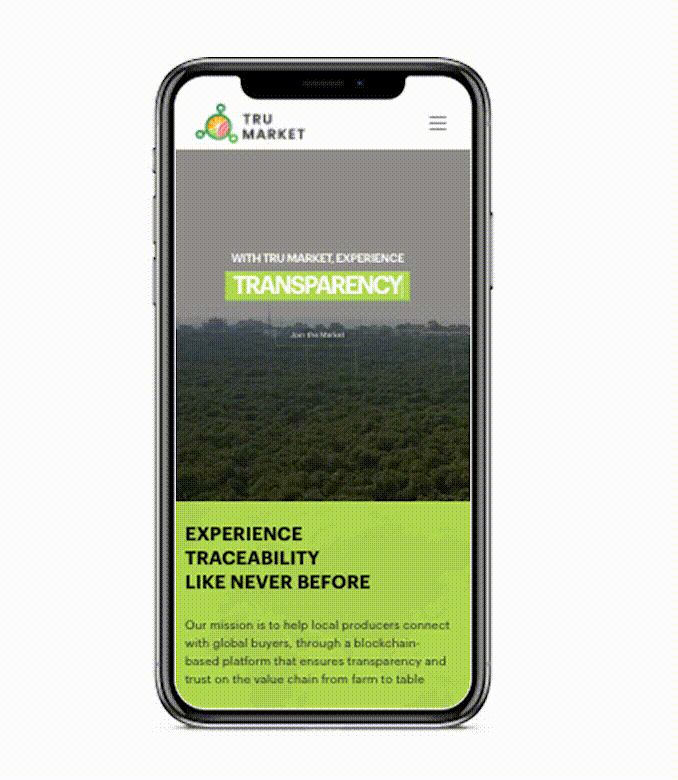 TRU
MARKET
WITH TRU MARKET, EXPERIENCE
TRANSPARENCY
Join the Market
EXPERIENCE
TRACEABILITY
LIKE NEVER BEFORE
Our mission is to help local producers connect
with global buyers, through a blockchain-
based platform that ensures transparency and
trust on the value chain from farm to table